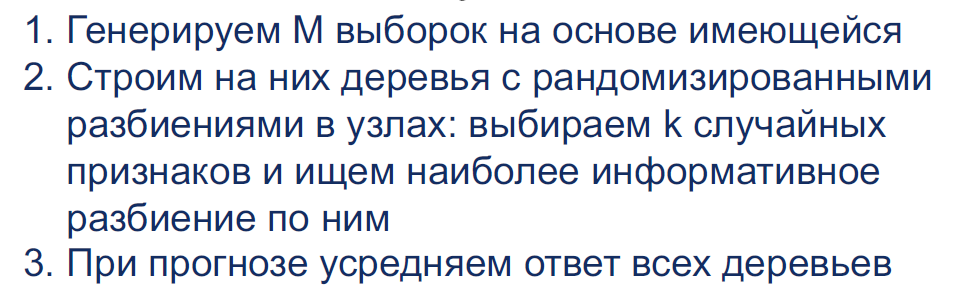 1. Генерируем M выборок на основе имеющейся
2. Строим на них деревья с рандомизированными
разбиениями в узлах: выбираем k случайных
признаков и ищем наиболее информативное
разбиение по ним
3. При прогнозе усредняем ответ всех деревьев